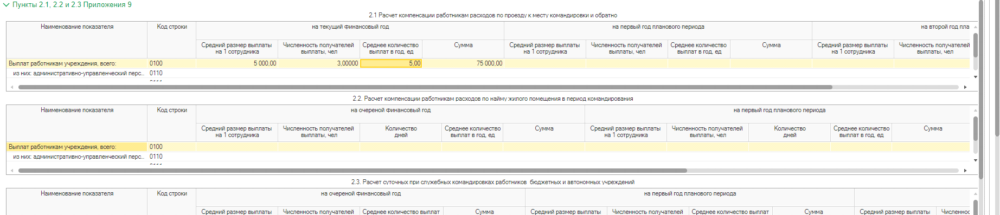 Пункты 2.1, 2.2 и 2.3 Приложения 9
2.1 Расчет компенсации работникам расходов по проезду к месту командировки и обратно
Наименование показателя Код строки на текущий финансовый год на первый год планового периода на второй год пла
Средний размер выплаты на 1 сотрудника Численность получателей выплаты, чел Среднее количество выплат в год, ед Сумма Средний размер выплаты на 1 сотрудника Численность получателей выплаты, чел Среднее количество выплат в год, ед Сумма Средний размер выплаты на 1 сотрудника Численность получателей выплаты, чел
Выплат работникам учреждения, всего: 0100 5 000,00 3,00000 5,00 75 000,00
из них: административно-управленческий перс... 0110
2.2. Расчет компенсации работникам расходов по найму жилого помещения в период командирования
Наименование показателя Код строки на очереной финансовый год на первый год планового периода
Средний размер выплаты на 1 сотрудника Численность получателей выплаты, чел Количество дней Среднее количество выплат в год, ед Сумма Средний размер выплаты на 1 сотрудника Численность получателей выплаты, чел Количество дней Среднее количество выплат в год, ед Сумма
Выплат работникам учреждения, всего: 0100
из них: административно-управленческий перс... 0110
2.3. Расчет суточных при служебных командировках работников бюджетных и автономных учреждений
Наименование показателя Код строки на очереной финансовый год на первый год планового периода
Средний размер выплаты Численность получателей Среднее количество выплат Сумма Средний размер выплаты Численность получателей Среднее количество выплат Сумма Средний размер выплаты Численнос